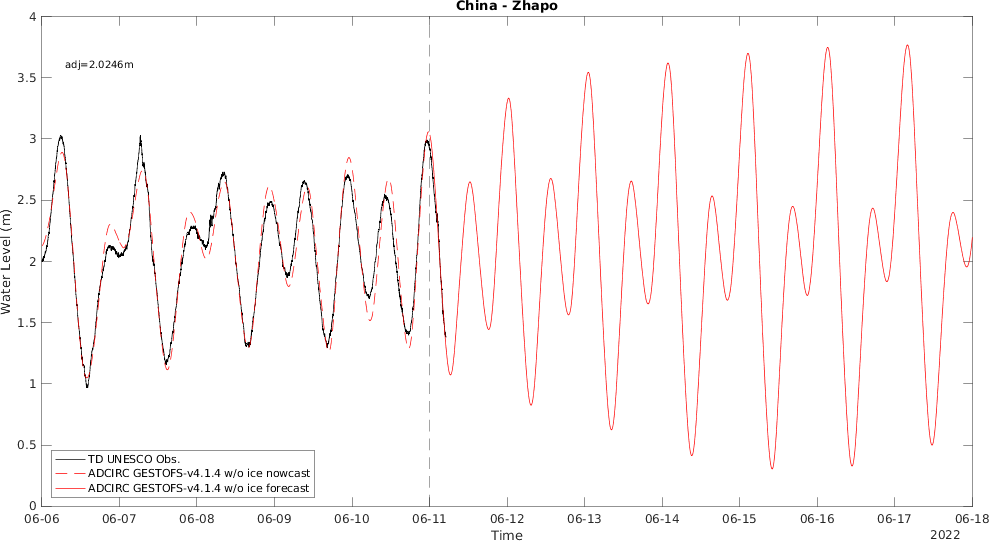 China - Zhapo
adj=2.0246m
Water Level (m)
4
3.5
3
2.5
2
1.5
1
0.5
0
TD UNESCO Obs.
ADCIRC GESTOFS-v4.1.4 w/o ice nowcast
ADCIRC GESTOFS-v4.1.4 w/o ice forecast
06-06 06-07 06-08 06-09 06-10 06-11 06-12 06-13 06-14 06-15 06-16 06-17 06-18
Time
2022